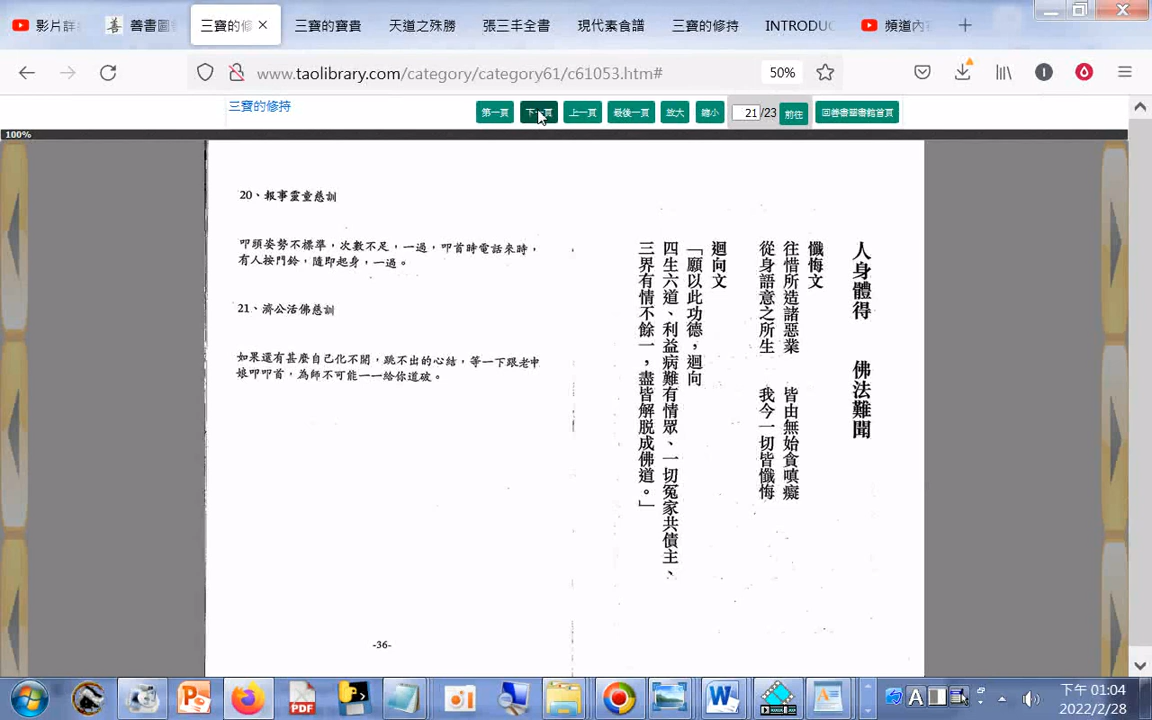 影片詳
善書圖
三寶的修
三寶的寶貴
天道之殊勝
張三丰全書
現代素食譜
三寶的修持
INTRODUC
頻道內容
www.taolibrary.com/category/category61/c61053.htm#
50%
三寶的修持
第一頁
下一頁
上一頁
最後一頁
放大
縮小
21
/23
前往
回善書圖書館首頁
100%
20、報事靈童慈訓
叩頭姿勢不標準，次數不足，一過，叩首時電話來時，
有人按門鈴，隨即起身，一過。
21、濟公活佛慈訓
如果還有甚麼自己化不開，跳不出的心結，等一下跟老申
娘叩叩首，為師不可能一一給你道破。
-36-
人身體得 佛法難聞
懺悔文
往惜所造諸惡業 皆由無始貪嗔癡
從身語意之所生 我今一切皆懺悔
迴向文
「願以此功德，迴向
四生六道、利益病難有情眾、一切冤家共債主、
三界有情不餘一，盡皆解脱成佛道。」
PDF
下午 01:04
2022/2/28